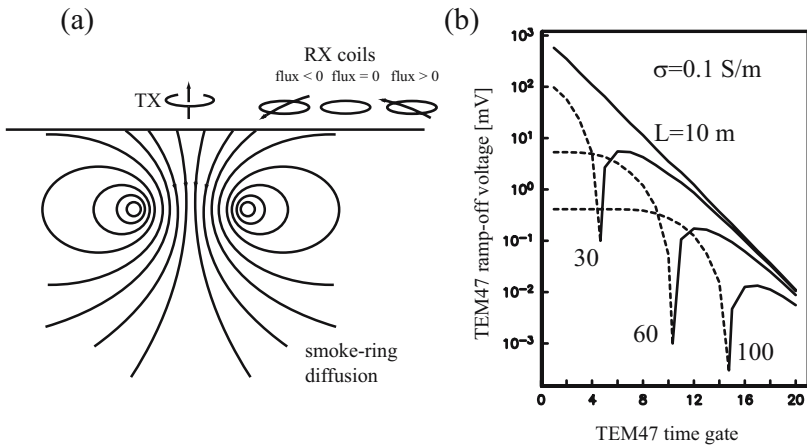 (a)
RX coils
flux < 0 flux = 0 flux > 0
TX
smoke-ring
diffusion
(b)
TEM47 ramp-off voltage [mV]
10³
10²
10¹
10⁰
10⁻¹
10⁻²
10⁻³
σ=0.1 S/m
L=10 m
30
60
100
0 4 8 12 16 20
TEM47 time gate